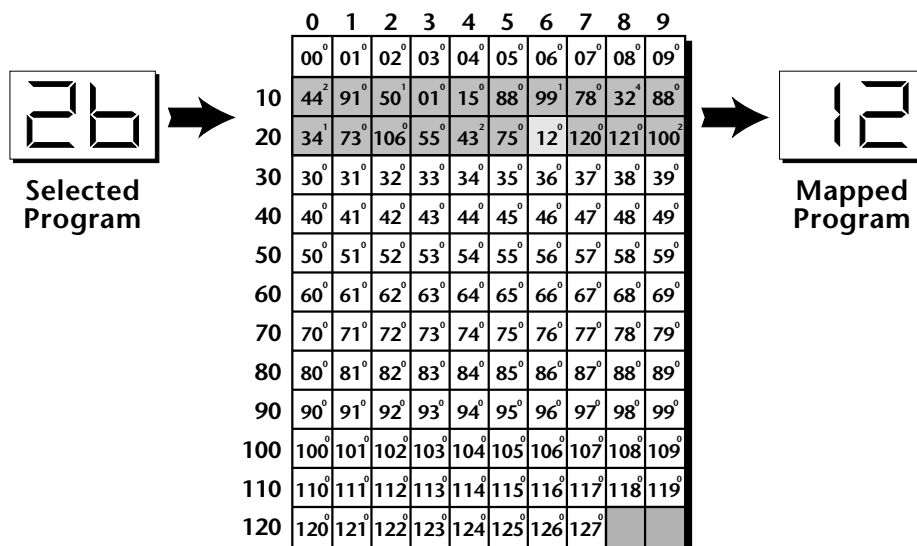 0 1 2 3 4 5 6 7 8 9
00⁰ 01⁰ 02⁰ 03⁰ 04⁰ 05⁰ 06⁰ 07⁰ 08⁰ 09⁰
10 44² 91⁰ 50¹ 01⁰ 15⁰ 88⁰ 99¹ 78⁰ 32⁴ 88⁰
20 34¹ 73⁰ 106⁰ 55⁰ 43² 75⁰ 12⁰ 120⁰ 121⁰ 100²
30 30⁰ 31⁰ 32⁰ 33⁰ 34⁰ 35⁰ 36⁰ 37⁰ 38⁰ 39⁰
40 40⁰ 41⁰ 42⁰ 43⁰ 44⁰ 45⁰ 46⁰ 47⁰ 48⁰ 49⁰
50 50⁰ 51⁰ 52⁰ 53⁰ 54⁰ 55⁰ 56⁰ 57⁰ 58⁰ 59⁰
60 60⁰ 61⁰ 62⁰ 63⁰ 64⁰ 65⁰ 66⁰ 67⁰ 68⁰ 69⁰
70 70⁰ 71⁰ 72⁰ 73⁰ 74⁰ 75⁰ 76⁰ 77⁰ 78⁰ 79⁰
80 80⁰ 81⁰ 82⁰ 83⁰ 84⁰ 85⁰ 86⁰ 87⁰ 88⁰ 89⁰
90 90⁰ 91⁰ 92⁰ 93⁰ 94⁰ 95⁰ 96⁰ 97⁰ 98⁰ 99⁰
100 100⁰ 101⁰ 102⁰ 103⁰ 104⁰ 105⁰ 106⁰ 107⁰ 108⁰ 109⁰
110 110⁰ 111⁰ 112⁰ 113⁰ 114⁰ 115⁰ 116⁰ 117⁰ 118⁰ 119⁰
120 120⁰ 121⁰ 122⁰ 123⁰ 124⁰ 125⁰ 126⁰ 127⁰
26
Selected
Program
12
Mapped
Program